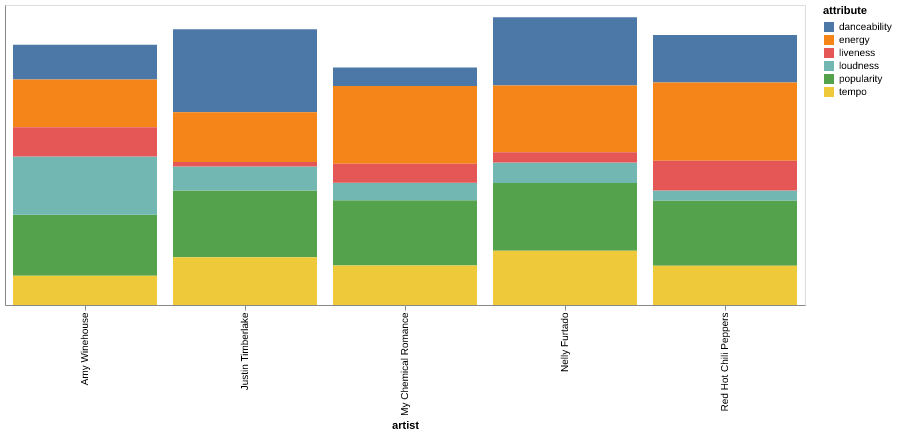 attribute
danceability
energy
liveness
loudness
popularity
tempo
Amy Winehouse
Justin Timberlake
My Chemical Romance
Nelly Furtado
Red Hot Chili Peppers
artist